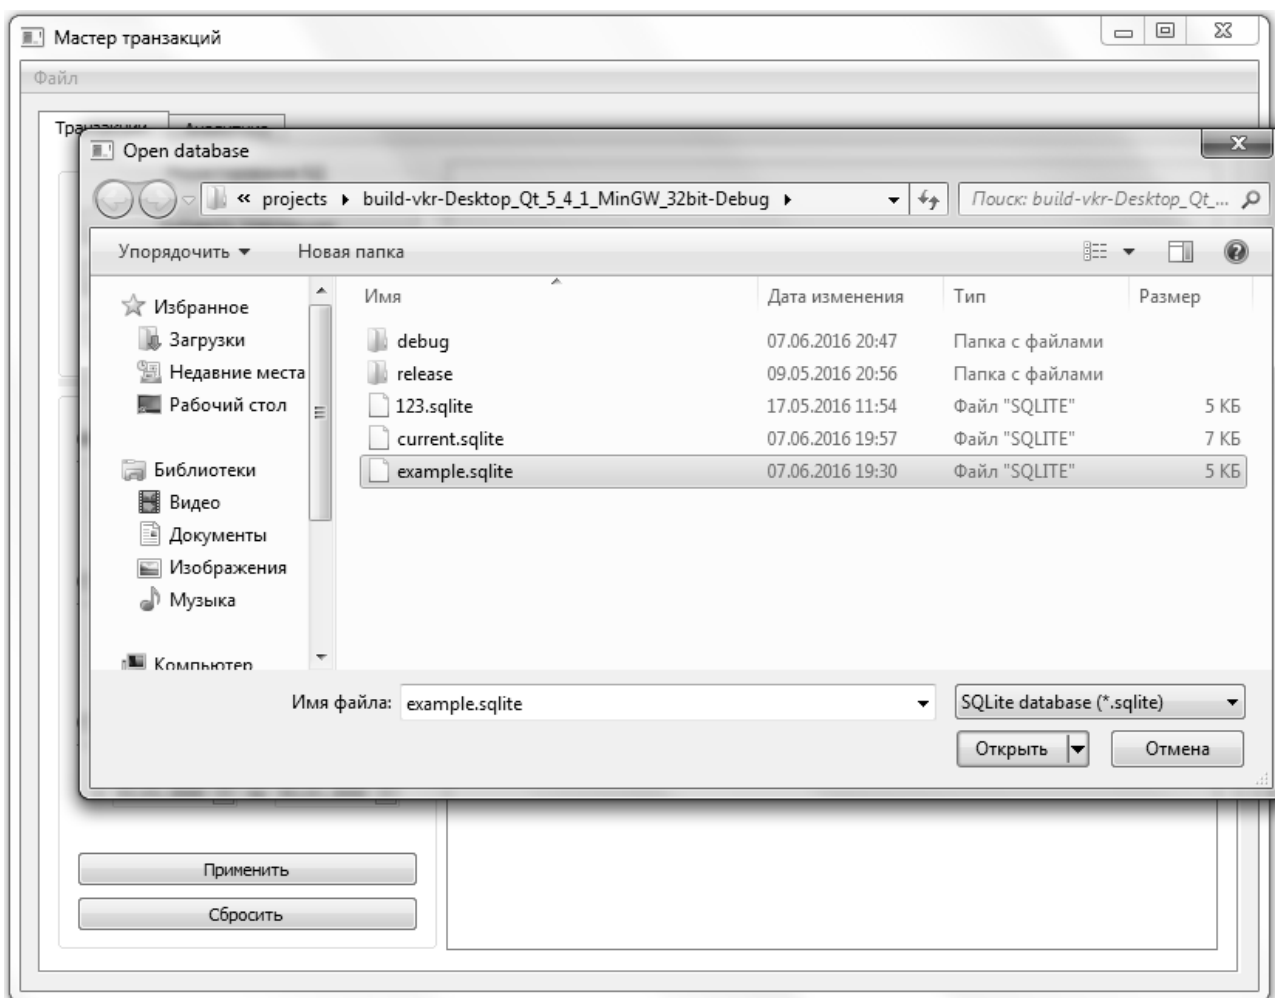 Мастер транзакций
Файл
Open database
« projects ▸ build-vkr-Desktop_Qt_5_4_1_MinGW_32bit-Debug ▸
Поиск: build-vkr-Desktop_Qt_...
Упорядочить Новая папка
Имя Дата изменения Тип Размер
debug 07.06.2016 20:47 Папка с файлами
release 09.05.2016 20:56 Папка с файлами
123.sqlite 17.05.2016 11:54 Файл "SQLITE" 5 КБ
current.sqlite 07.06.2016 19:57 Файл "SQLITE" 7 КБ
example.sqlite 07.06.2016 19:30 Файл "SQLITE" 5 КБ
Избранное
Загрузки
Недавние места
Рабочий стол
Библиотеки
Видео
Документы
Изображения
Музыка
Компьютер
Имя файла: example.sqlite
SQLite database (*.sqlite)
Открыть Отмена
Применить
Сбросить